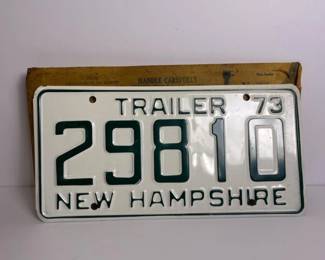 HANDLE CAREFULLY
TRAILER 73
29810
NEW HAMPSHIRE